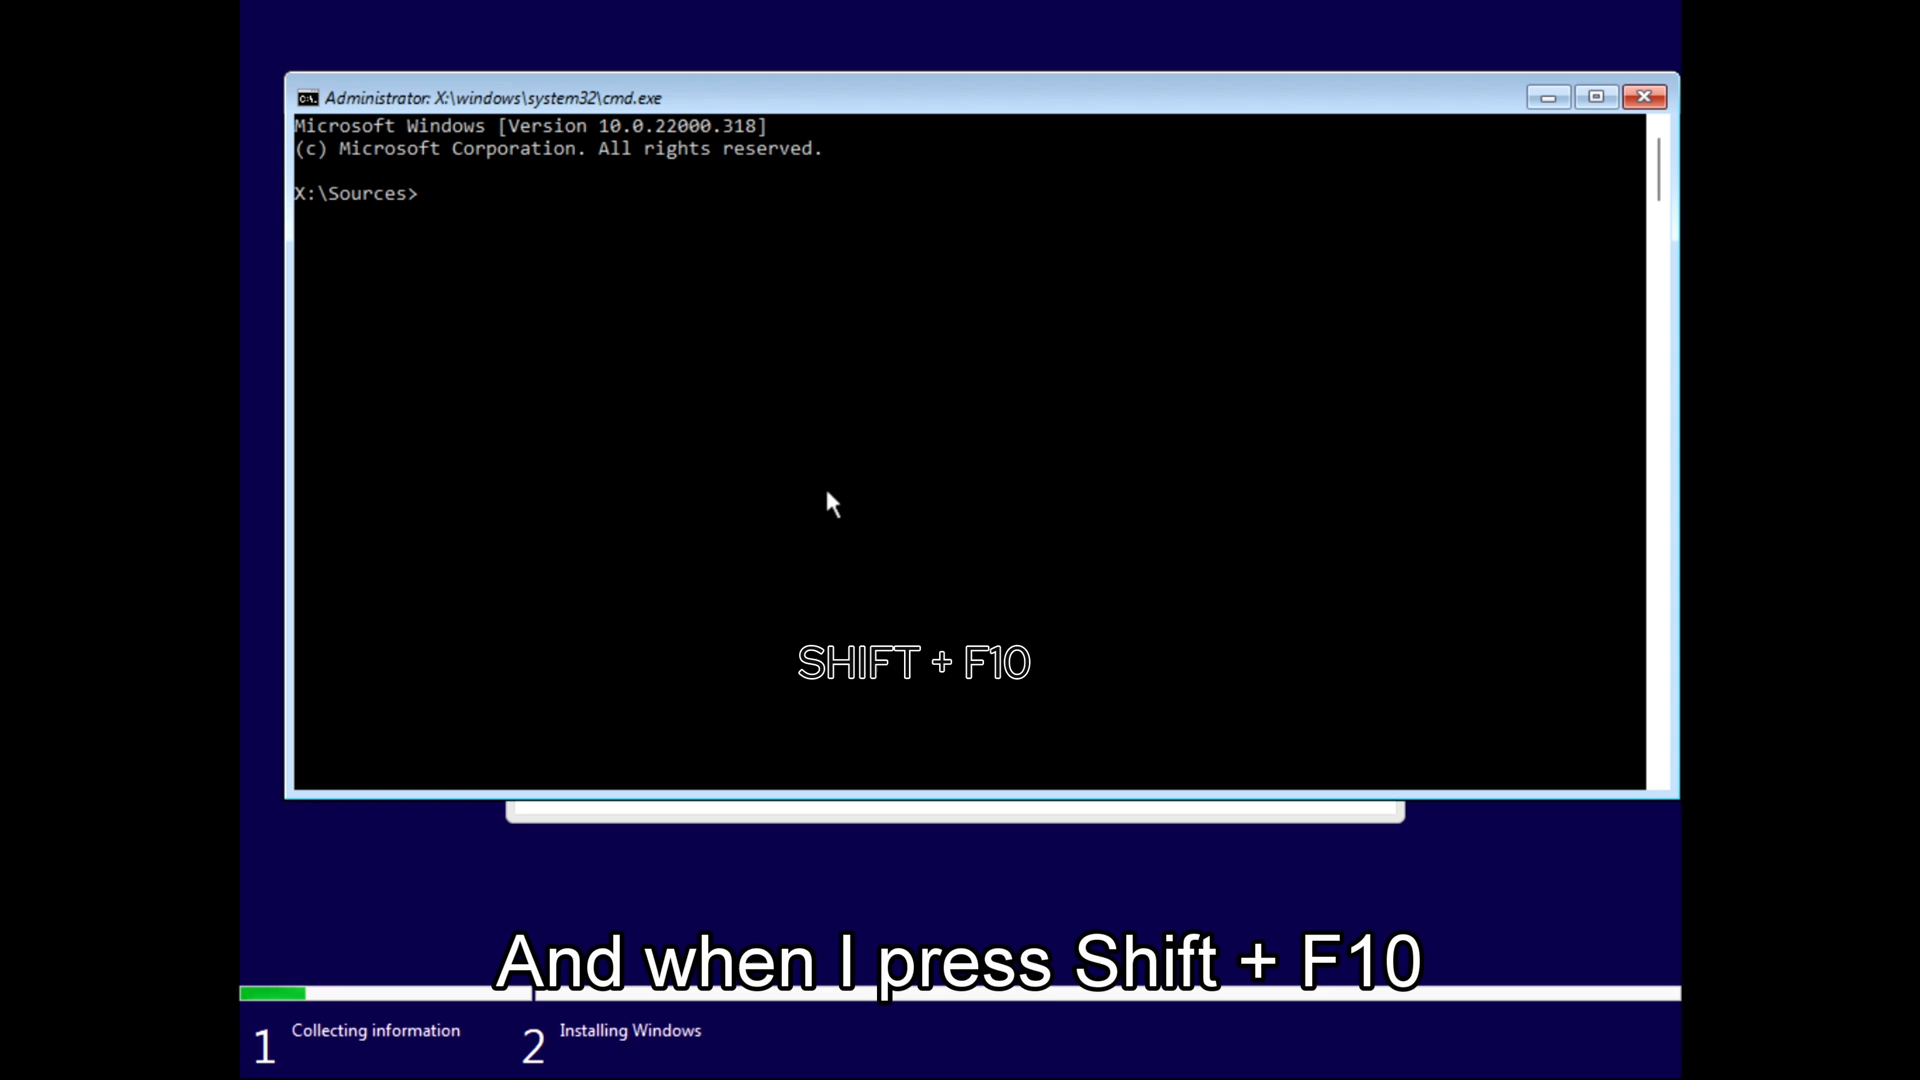 Administrator: X:\windows\system32\cmd.exe
Microsoft Windows [Version 10.0.22000.318]
(c) Microsoft Corporation. All rights reserved.
X:\Sources>
SHIFT + F10
And when I press Shift + F10
1 Collecting information 2 Installing Windows